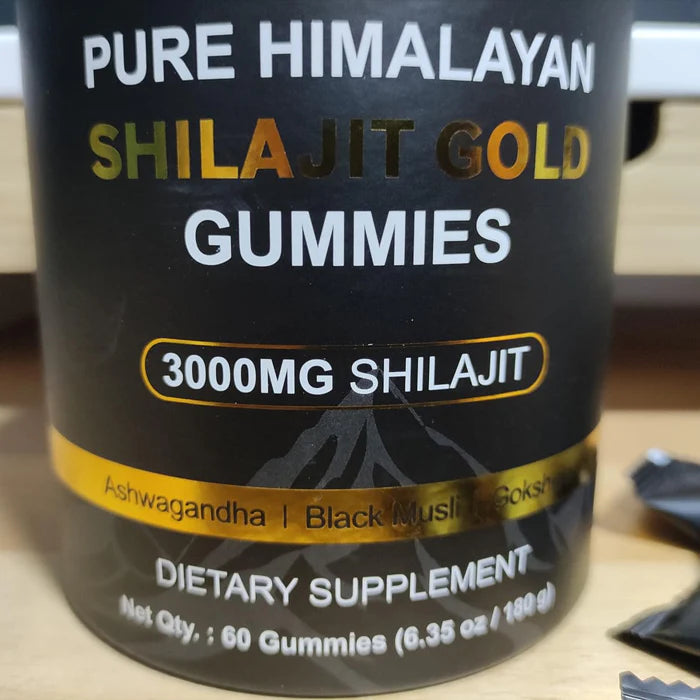 PURE HIMALAYAN
SHILAJIT GOLD
GUMMIES
3000MG SHILAJIT
Ashwagandha | Black Musli |
DIETARY SUPPLEMENT
Net Qty. : 60 Gummies (6.35 oz / 180 g)